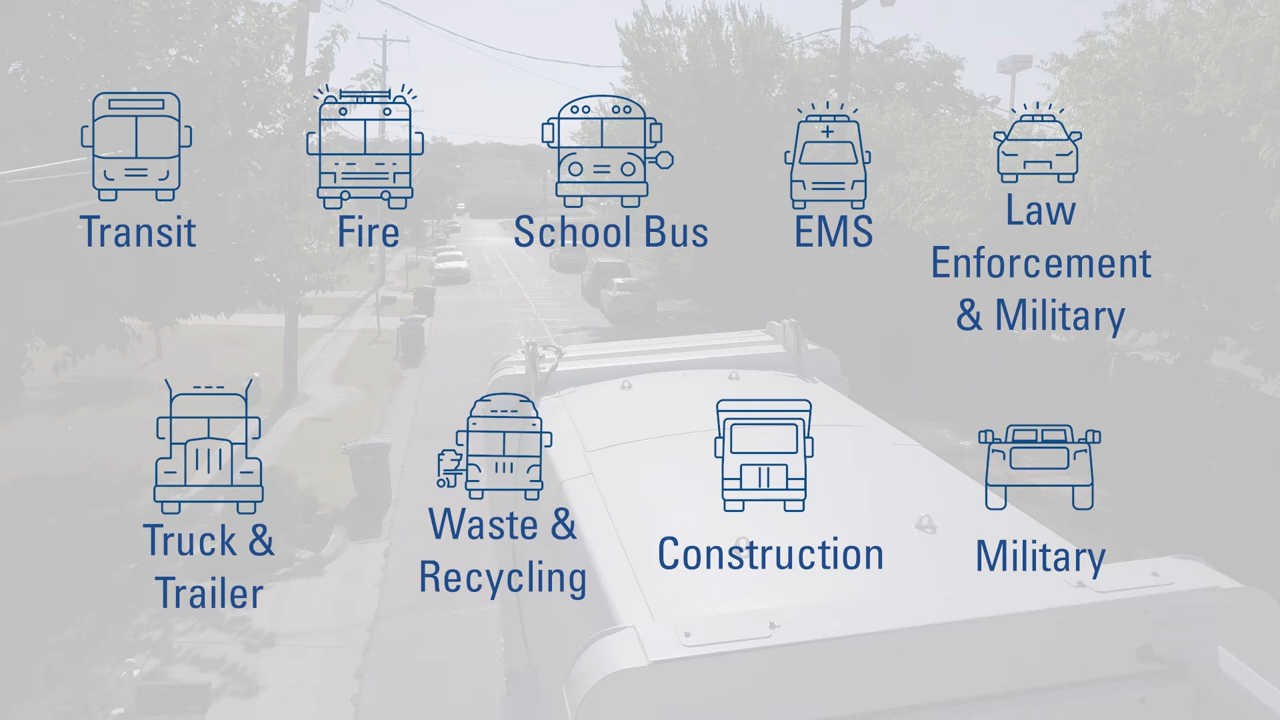 Transit
Fire
School Bus
EMS
Law
Enforcement
& Military
Truck &
Trailer
Waste &
Recycling
Construction
Military